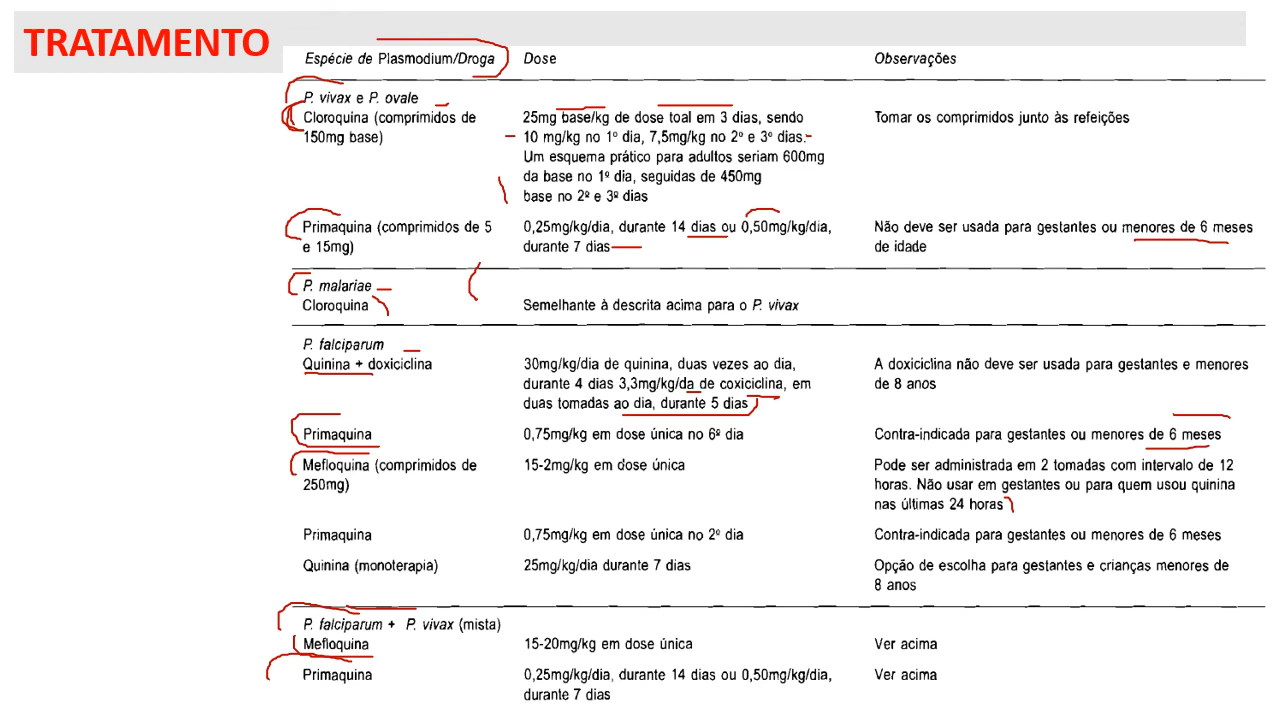 TRATAMENTO
Espécie de Plasmodium/Droga Dose Observações
P. vivax e P. ovale
Cloroquina (comprimidos de 25mg base/kg de dose toal em 3 dias, sendo Tomar os comprimidos junto às refeições
150mg base) 10 mg/kg no 1º dia, 7,5mg/kg no 2º e 3º dias.
Um esquema prático para adultos seriam 600mg
da base no 1º dia, seguidas de 450mg
base no 2º e 3º dias
Primaquina (comprimidos de 5 0,25mg/kg/dia, durante 14 dias ou 0,50mg/kg/dia, Não deve ser usada para gestantes ou menores de 6 meses
e 15mg) durante 7 dias de idade
P. malariae
Cloroquina Semelhante à descrita acima para o P. vivax
P. falciparum
Quinina + doxiciclina 30mg/kg/dia de quinina, duas vezes ao dia, A doxiciclina não deve ser usada para gestantes e menores
durante 4 dias 3,3mg/kg/da de coxiciclina, em de 8 anos
duas tomadas ao dia, durante 5 dias
Primaquina 0,75mg/kg em dose única no 6º dia Contra-indicada para gestantes ou menores de 6 meses
Mefloquina (comprimidos de 15-2mg/kg em dose única Pode ser administrada em 2 tomadas com intervalo de 12
250mg) horas. Não usar em gestantes ou para quem usou quinina
nas últimas 24 horas
Primaquina 0,75mg/kg em dose única no 2º dia Contra-indicada para gestantes ou menores de 6 meses
Quinina (monoterapia) 25mg/kg/dia durante 7 dias Opção de escolha para gestantes e crianças menores de
8 anos
P. falciparum + P. vivax (mista)
Mefloquina 15-20mg/kg em dose única Ver acima
Primaquina 0,25mg/kg/dia, durante 14 dias ou 0,50mg/kg/dia, Ver acima
durante 7 dias